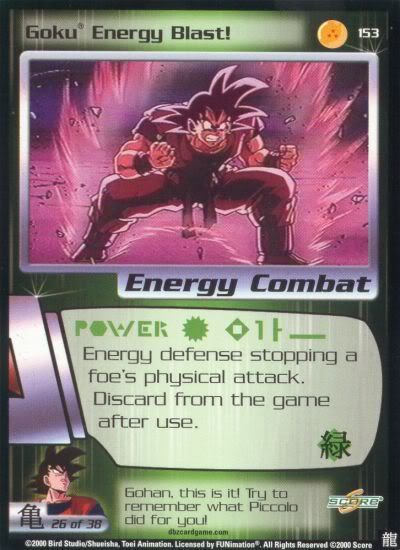 Goku® Energy Blast!
153
Energy Combat
POWER
Energy defense stopping a
foe's physical attack.
Discard from the game
after use.
緑
Gohan, this is it! Try to
remember what Piccolo
did for you!
亀 26 of 38
SCORE
dbzcardgame.com
龍
©2000 Bird Studio/Shueisha, Toei Animation. Licensed by FUNimation®. All Rights Reserved ©2000 Score